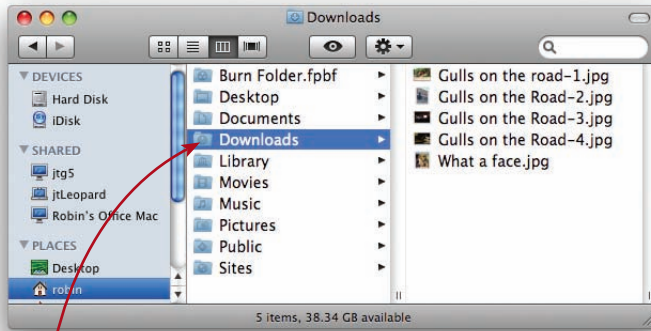 Downloads
DEVICES
Hard Disk
iDisk
SHARED
jtg5
jtLeopard
Robin's Office Mac
PLACES
Desktop
robin
Burn Folder.fpbf
Desktop
Documents
Downloads
Library
Movies
Music
Pictures
Public
Sites
Gulls on the road-1.jpg
Gulls on the Road-2.jpg
Gulls on the Road-3.jpg
Gulls on the Road-4.jpg
What a face.jpg
5 items, 38.34 GB available